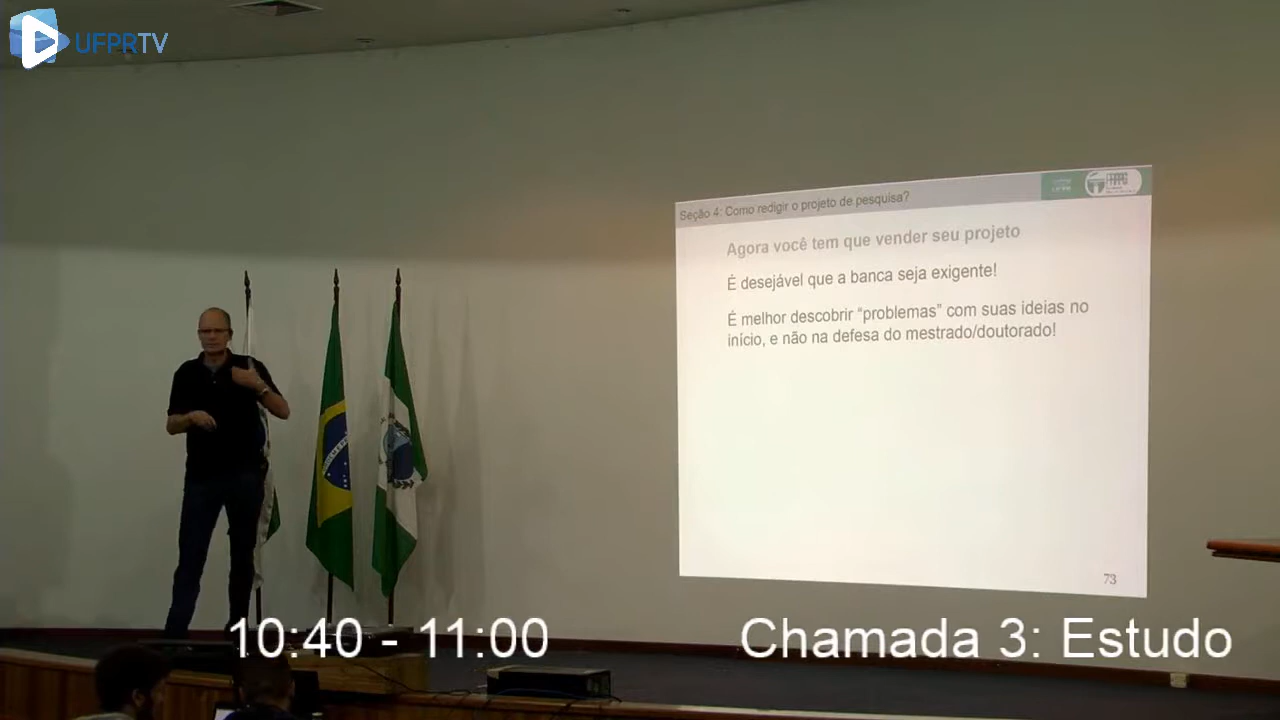 UFPRTV
Seção 4: Como redigir o projeto de pesquisa?
Agora você tem que vender seu projeto
É desejável que a banca seja exigente!
É melhor descobrir “problemas” com suas ideias no
início, e não na defesa do mestrado/doutorado!
73
10:40 - 11:00
Chamada 3: Estudo